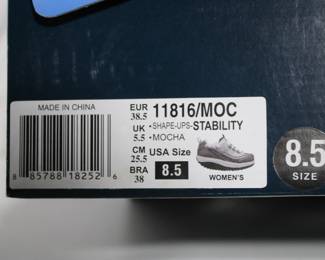 MADE IN CHINA
8 85788 18252 6
EUR 38.5
UK 5.5
CM 25.5
BRA 38
11816/MOC
•SHAPE-UPS-STABILITY
•MOCHA
USA Size
8.5
WOMEN'S
8.5
SIZE